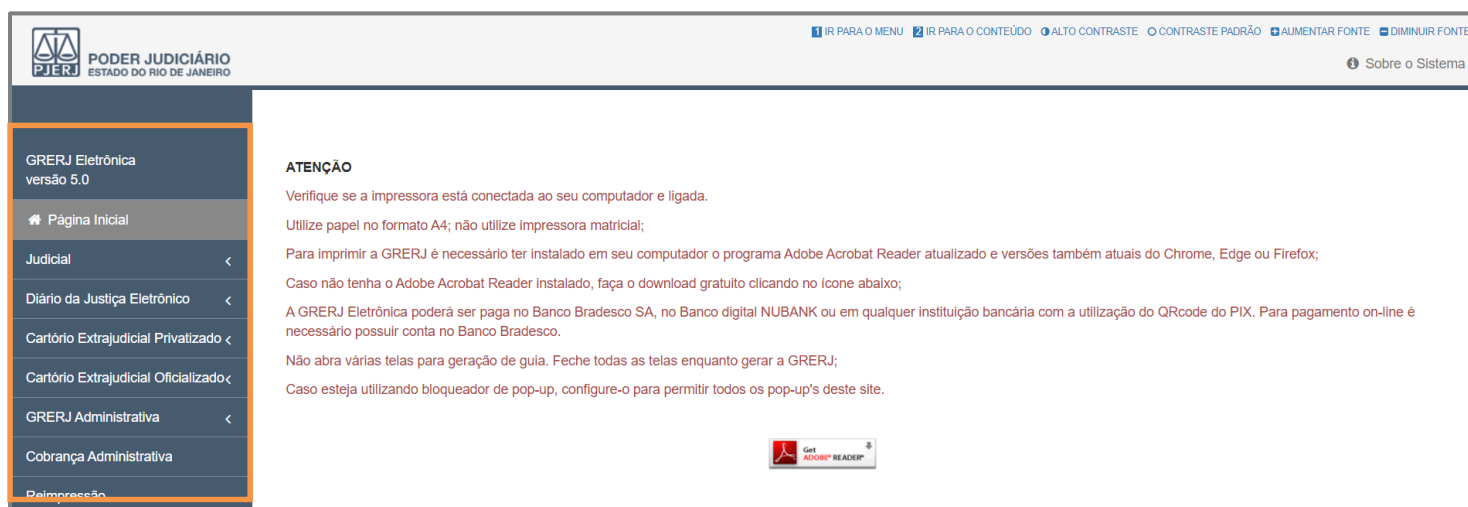 1 IR PARA O MENU 2 IR PARA O CONTEÚDO ALTO CONTRASTE CONTRASTE PADRÃO AUMENTAR FONTE DIMINUIR FONTE
PJERJ
PODER JUDICIÁRIO
ESTADO DO RIO DE JANEIRO
Sobre o Sistema
GRERJ Eletrônica
versão 5.0
Página Inicial
Judicial
Diário da Justiça Eletrônico
Cartório Extrajudicial Privatizado
Cartório Extrajudicial Oficializado
GRERJ Administrativa
Cobrança Administrativa
Reimpressão
ATENÇÃO
Verifique se a impressora está conectada ao seu computador e ligada.
Utilize papel no formato A4; não utilize impressora matricial;
Para imprimir a GRERJ é necessário ter instalado em seu computador o programa Adobe Acrobat Reader atualizado e versões também atuais do Chrome, Edge ou Firefox;
Caso não tenha o Adobe Acrobat Reader instalado, faça o download gratuito clicando no ícone abaixo;
A GRERJ Eletrônica poderá ser paga no Banco Bradesco SA, no Banco digital NUBANK ou em qualquer instituição bancária com a utilização do QRcode do PIX. Para pagamento on-line é
necessário possuir conta no Banco Bradesco.
Não abra várias telas para geração de guia. Feche todas as telas enquanto gerar a GRERJ;
Caso esteja utilizando bloqueador de pop-up, configure-o para permitir todos os pop-up's deste site.
Get
ADOBE® READER®